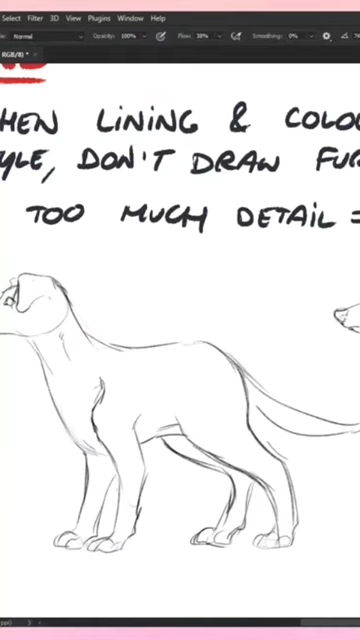 Select Filter 3D View Plugins Window Help
Normal Opacity: 100% Flow: 38% Smoothing: 0%
RGB/8) *
HEN LINING & COLOU
YLE, DON'T DRAW FUR
TOO MUCH DETAIL =